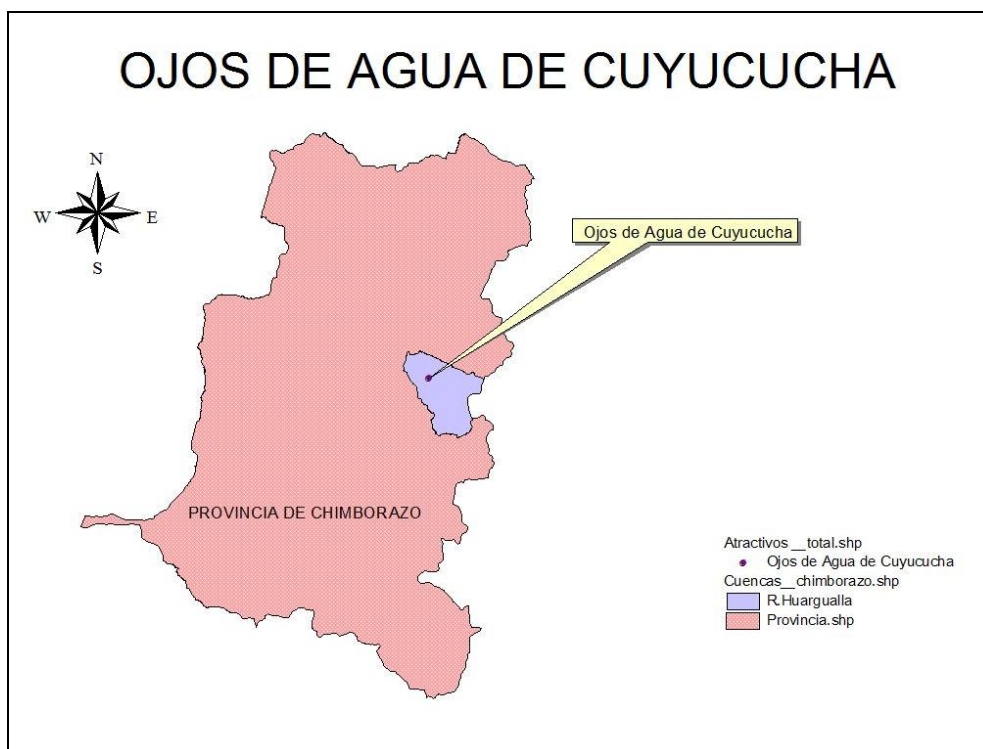 OJOS DE AGUA DE CUYUCUCHA
N
W
E
S
Ojos de Agua de Cuyucucha
PROVINCIA DE CHIMBORAZO
Atractivos__total.shp
Ojos de Agua de Cuyucucha
Cuencas__chimborazo.shp
R.Huargualla
Provincia.shp